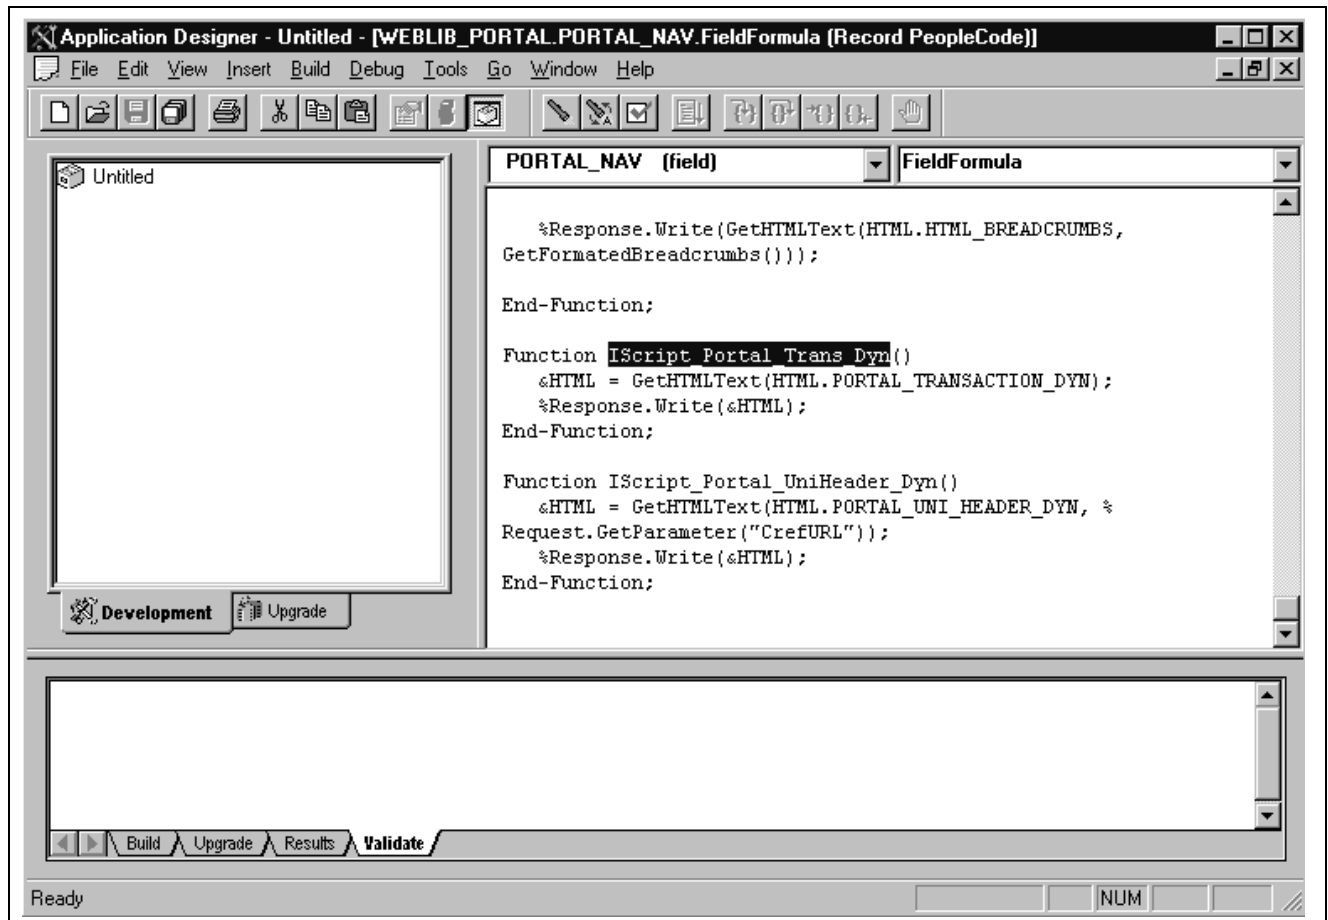 Application Designer - Untitled - [WEBLIB_PORTAL.PORTAL_NAV.FieldFormula (Record PeopleCode)]
File Edit View Insert Build Debug Tools Go Window Help
Untitled
Development
Upgrade
PORTAL_NAV (field)
FieldFormula
%Response.Write(GetHTMLText(HTML.HTML_BREADCRUMBS,
GetFormatedBreadcrumbs()));
End-Function;
Function IScript_Portal_Trans_Dyn()
&HTML = GetHTMLText(HTML.PORTAL_TRANSACTION_DYN);
%Response.Write(&HTML);
End-Function;
Function IScript_Portal_UniHeader_Dyn()
&HTML = GetHTMLText(HTML.PORTAL_UNI_HEADER_DYN, %
Request.GetParameter("CrefURL"));
%Response.Write(&HTML);
End-Function;
Build Upgrade Results Validate
Ready
NUM